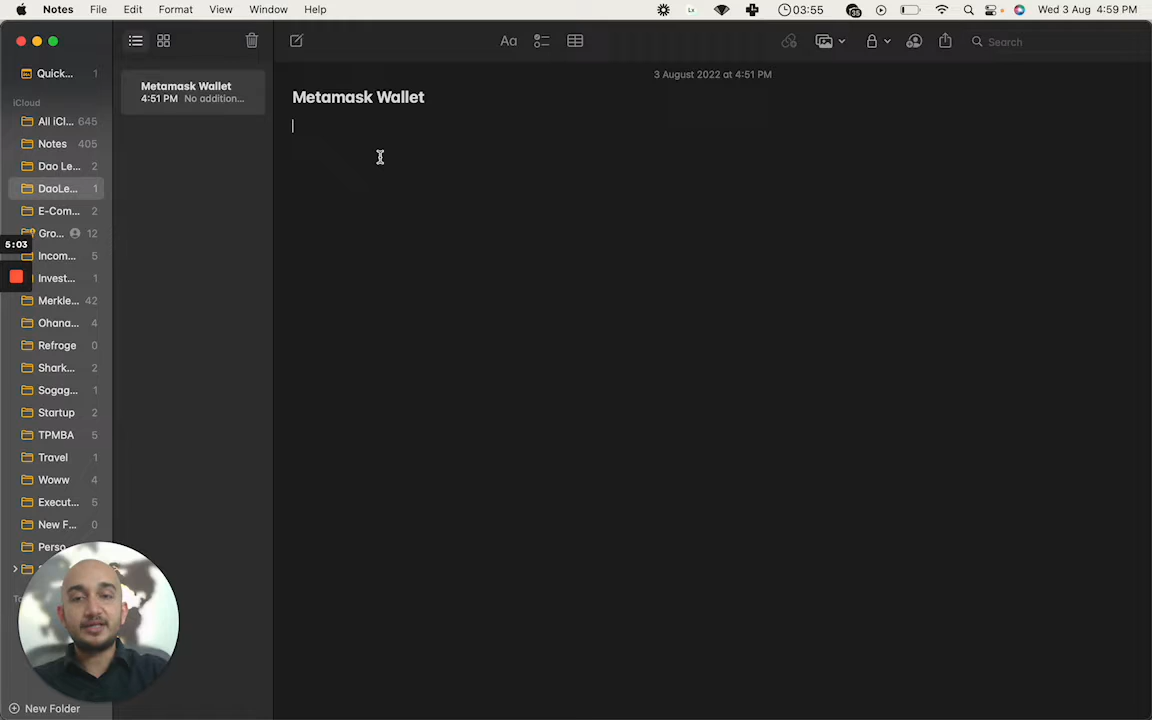 Notes File Edit Format View Window Help
03:55
35
Wed 3 Aug 4:59 PM
Aa
Search
Quick... 1
iCloud
All iCl... 645
Notes 405
Dao Le... 2
DaoLe... 1
E-Com... 2
Gro... 12
5:03
Incom... 5
Invest... 1
Merkle... 42
Ohana... 4
Refroge 0
Shark... 2
Sogag... 1
Startup 2
TPMBA 5
Travel 1
Woww 4
Execut... 5
New F... 0
Perso
New Folder
Metamask Wallet
4:51 PM No addition...
3 August 2022 at 4:51 PM
Metamask Wallet